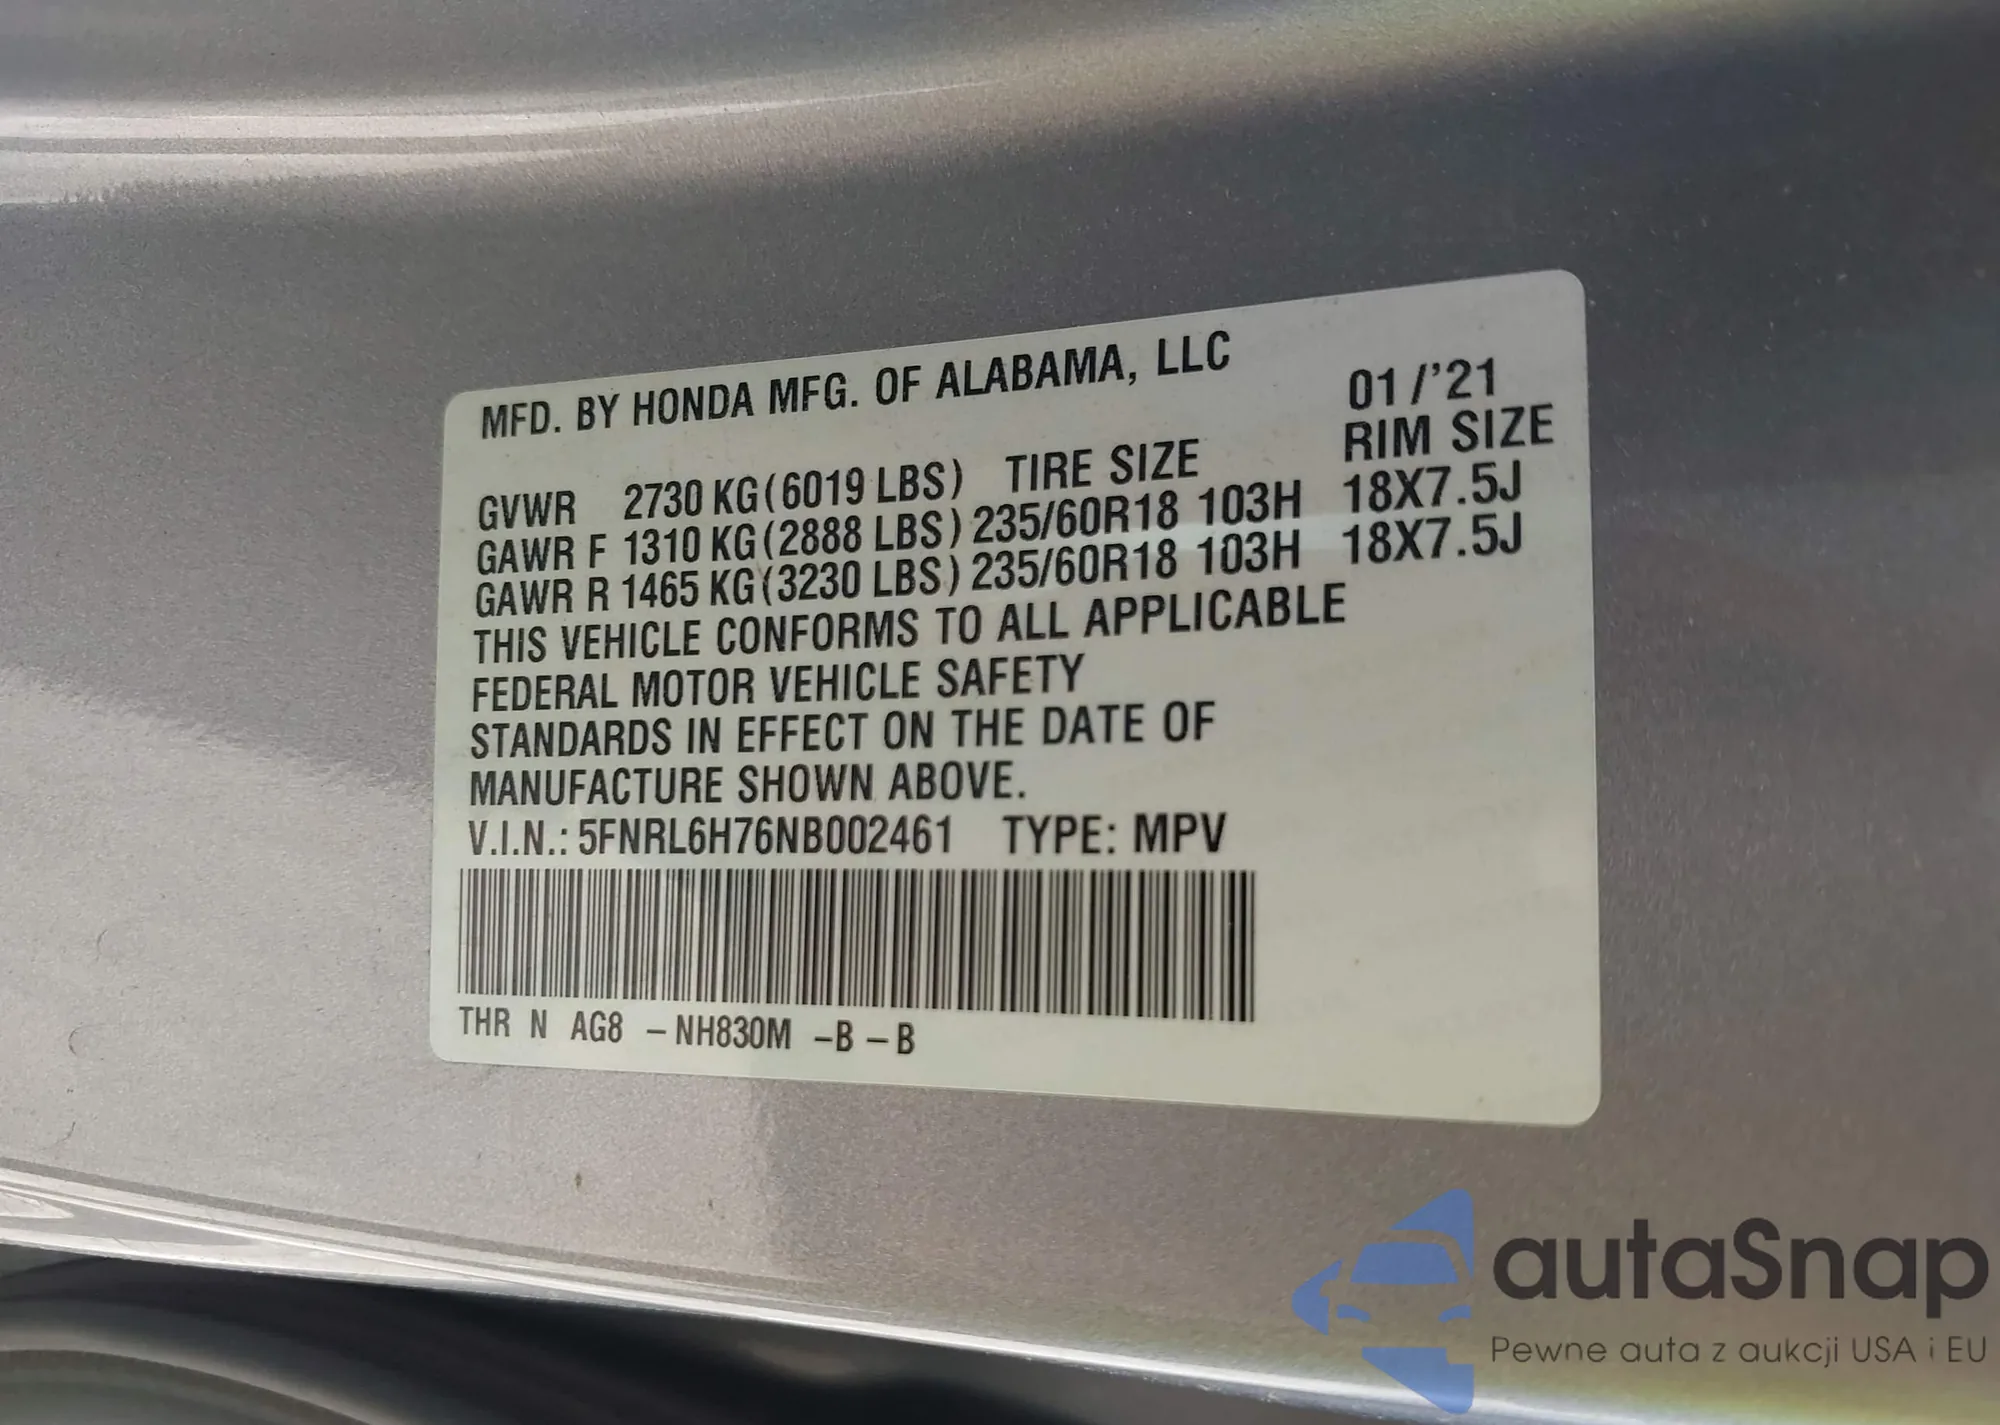 MFD. BY HONDA MFG. OF ALABAMA, LLC 01/'21
RIM SIZE
GVWR 2730 KG(6019 LBS) TIRE SIZE
GAWR F 1310 KG(2888 LBS) 235/60R18 103H 18X7.5J
GAWR R 1465 KG(3230 LBS) 235/60R18 103H 18X7.5J
THIS VEHICLE CONFORMS TO ALL APPLICABLE
FEDERAL MOTOR VEHICLE SAFETY
STANDARDS IN EFFECT ON THE DATE OF
MANUFACTURE SHOWN ABOVE.
V.I.N.: 5FNRL6H76NB002461 TYPE: MPV
THR N AG8 –NH830M –B –B
autaSnap
Pewne auta z aukcji USA i EU